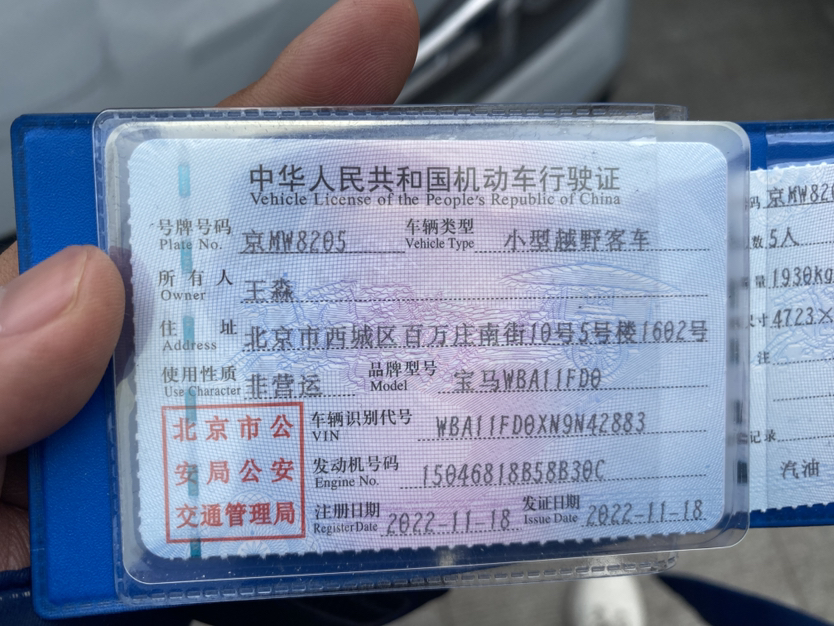 中华人民共和国机动车行驶证
Vehicle License of the People's Republic of China
号牌号码 京MW8205 车辆类型 小型越野客车
Plate No. Vehicle Type
所有人 王淼
Owner
住址 北京市西城区百万庄南街10号5号楼1602号
Address
使用性质 非营运 品牌型号 宝马WBA11FD0
Use Character Model
北京市公
安局公安
交通管理局
车辆识别代号 WBA11FD0XN9N42883
VIN
发动机号码 15046818B58B30C
Engine No.
注册日期 2022-11-18 发证日期 2022-11-18
Register Date Issue Date
码 京MW820
数 5人
量 1930kg
尺寸 4723×
注
记录
汽油